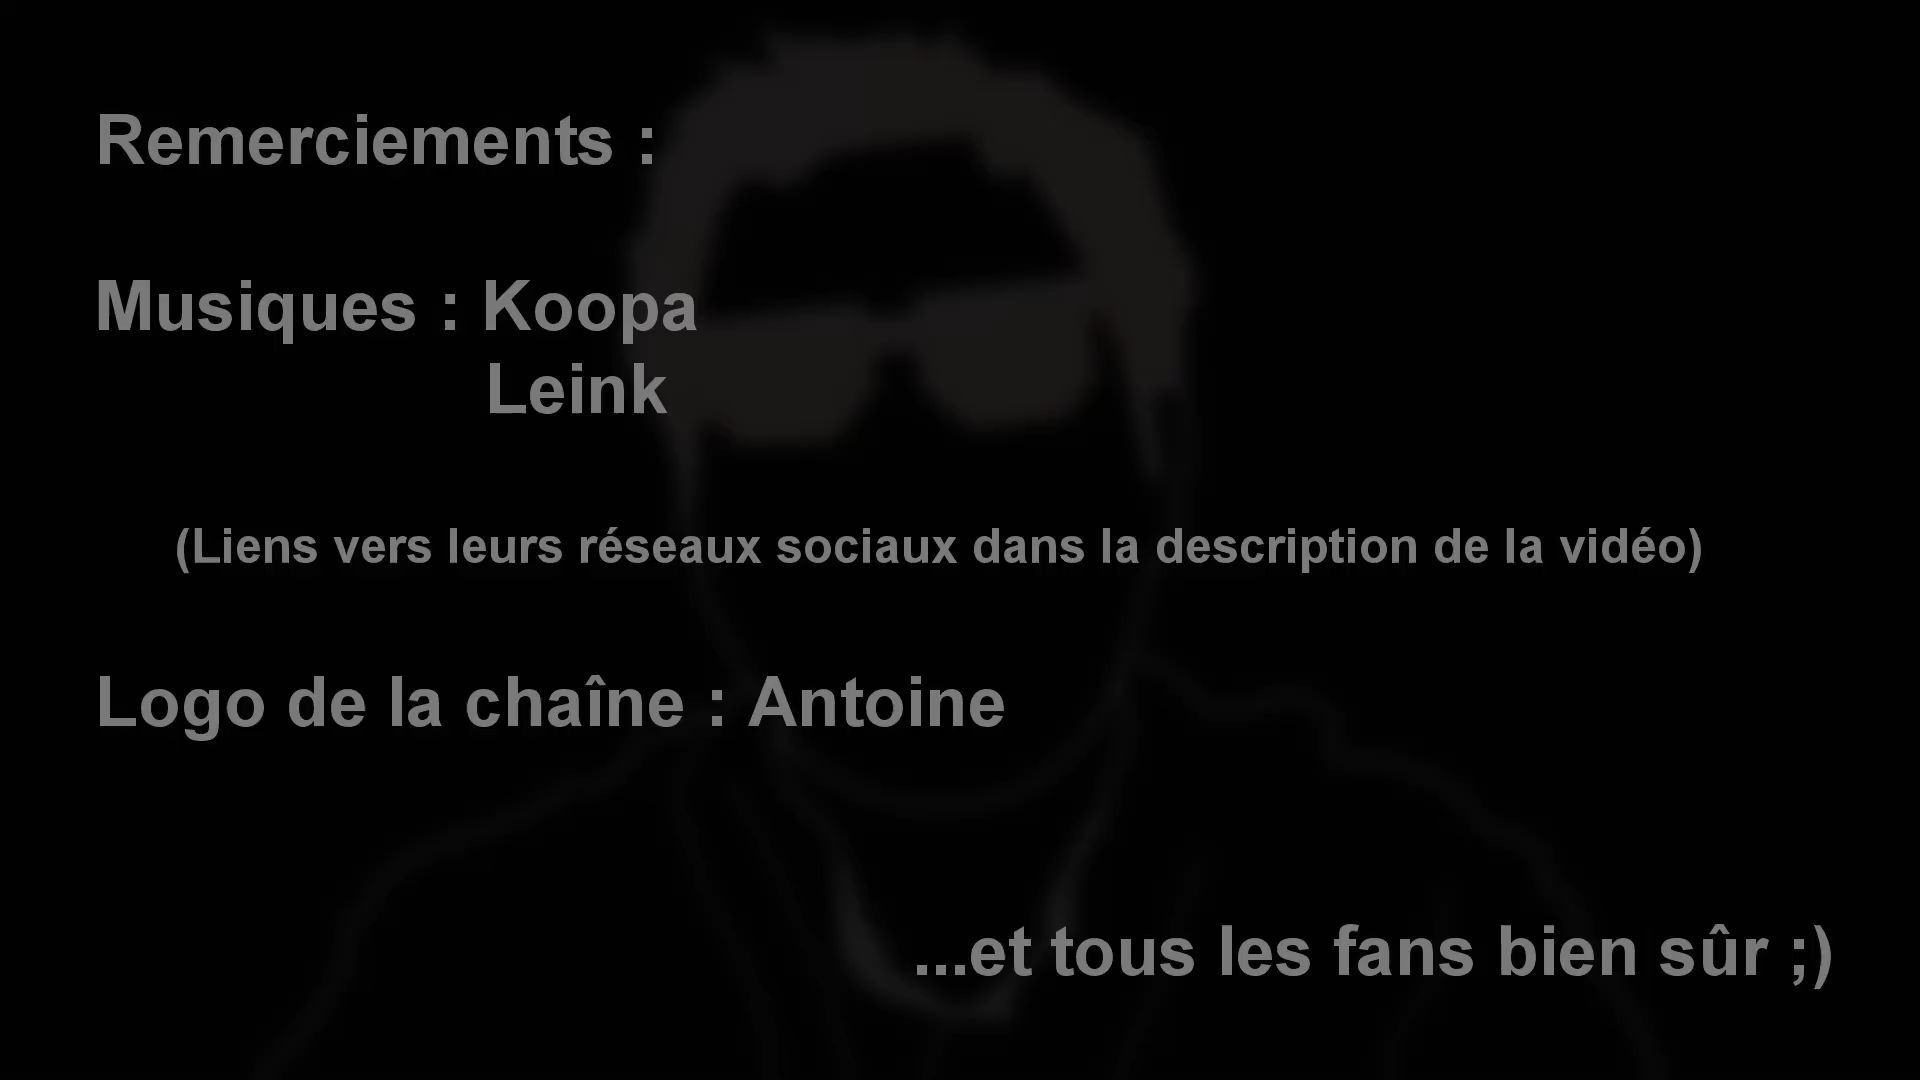 Remerciements :
Musiques : Koopa
Leink
(Liens vers leurs réseaux sociaux dans la description de la vidéo)
Logo de la chaîne : Antoine
...et tous les fans bien sûr ;)